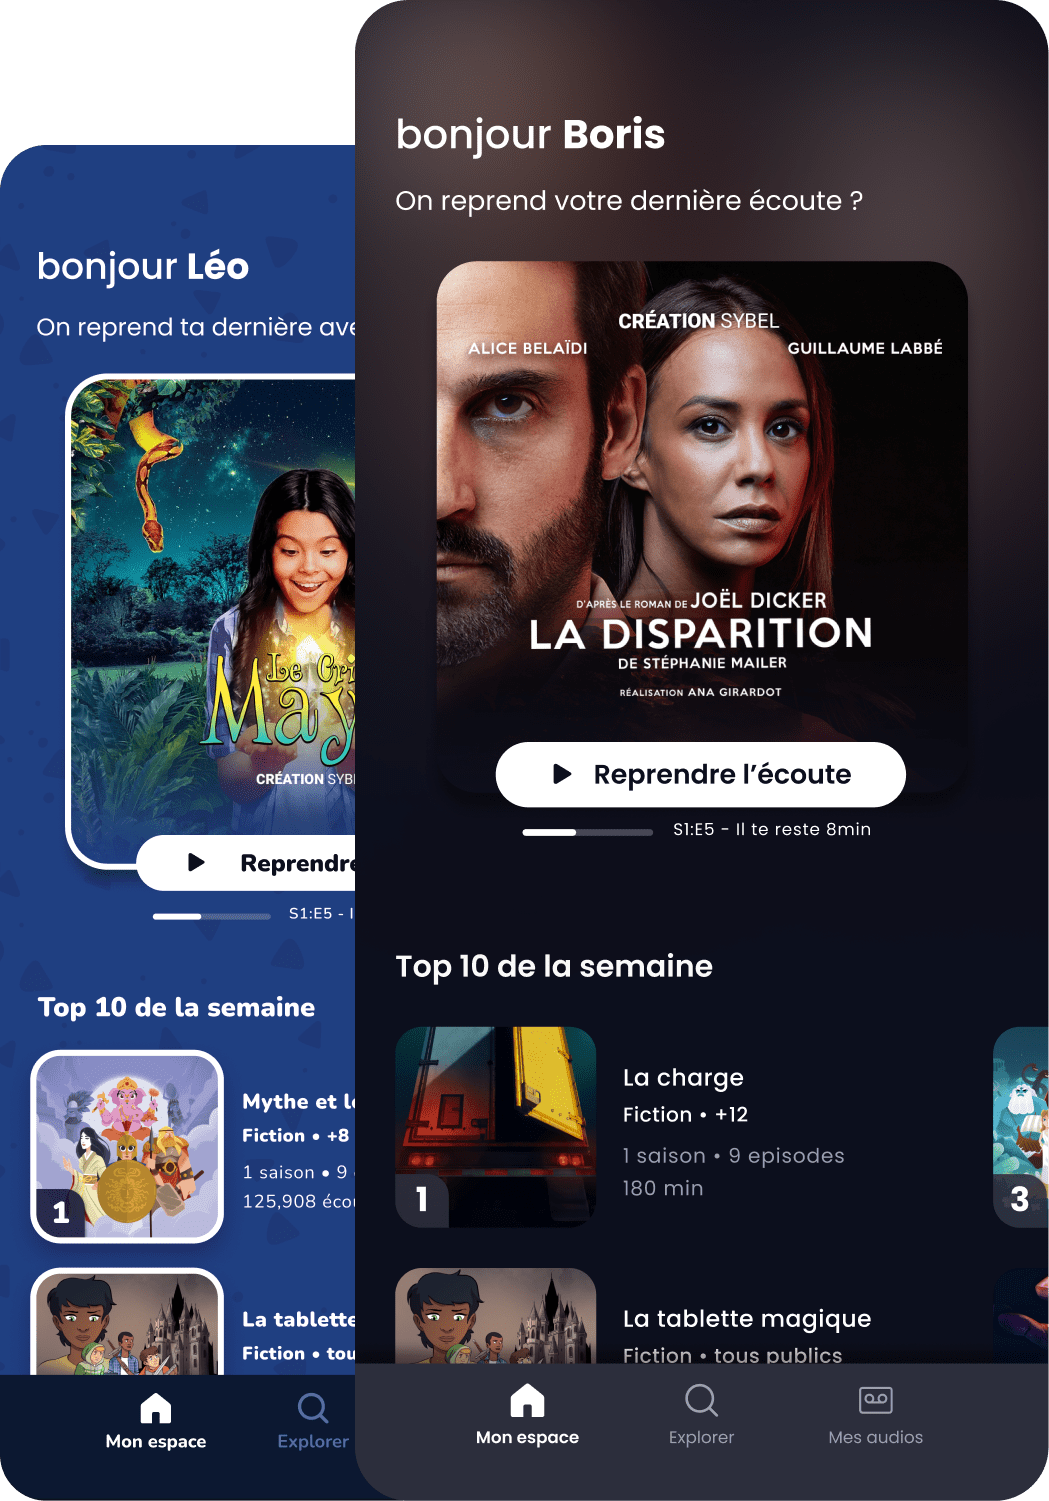 bonjour Léo
On reprend ta dernière ave
Le Gri
May
CRÉATION SYBE
Reprendre
S1:E5 - I
Top 10 de la semaine
1
Mythe et le
Fiction • +8
1 saison • 9
125,908 écou
La tablette
Fiction • tou
Mon espace
Explorer
bonjour Boris
On reprend votre dernière écoute ?
CRÉATION SYBEL
ALICE BELAÏDI
GUILLAUME LABBÉ
D'APRÈS LE ROMAN DE JOËL DICKER
LA DISPARITION
DE STÉPHANIE MAILER
RÉALISATION ANA GIRARDOT
Reprendre l’écoute
S1:E5 - Il te reste 8min
Top 10 de la semaine
1
La charge
Fiction • +12
1 saison • 9 episodes
180 min
3
La tablette magique
Fiction • tous publics
Mon espace
Explorer
Mes audios